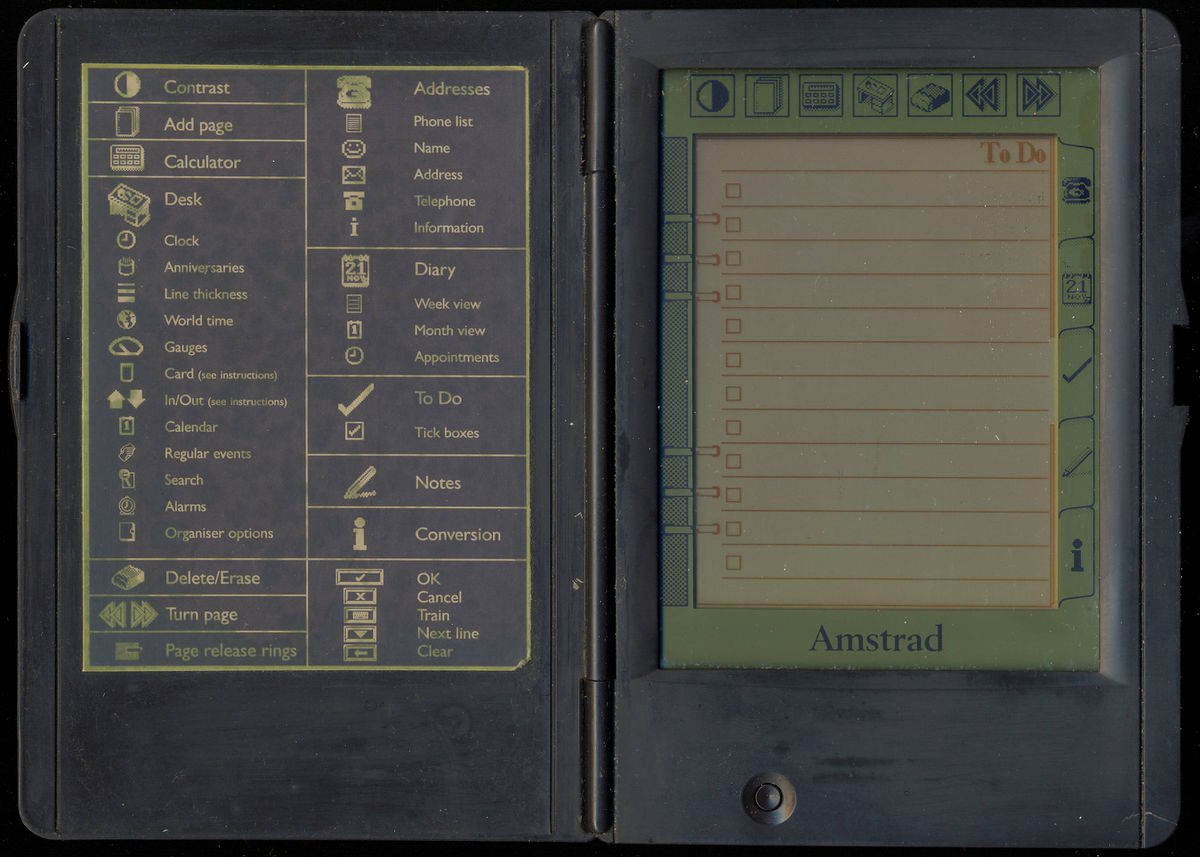 Contrast
Add page
Calculator
Desk
Clock
Anniversaries
Line thickness
World time
Gauges
Card (see instructions)
In/Out (see instructions)
Calendar
Regular events
Search
Alarms
Organiser options
Delete/Erase
Turn page
Page release rings
Addresses
Phone list
Name
Address
Telephone
i Information
21 NOV Diary
Week view
1 Month view
Appointments
To Do
Tick boxes
Notes
i Conversion
OK
Cancel
Train
Next line
Clear
To Do
21
NOV
i
Amstrad